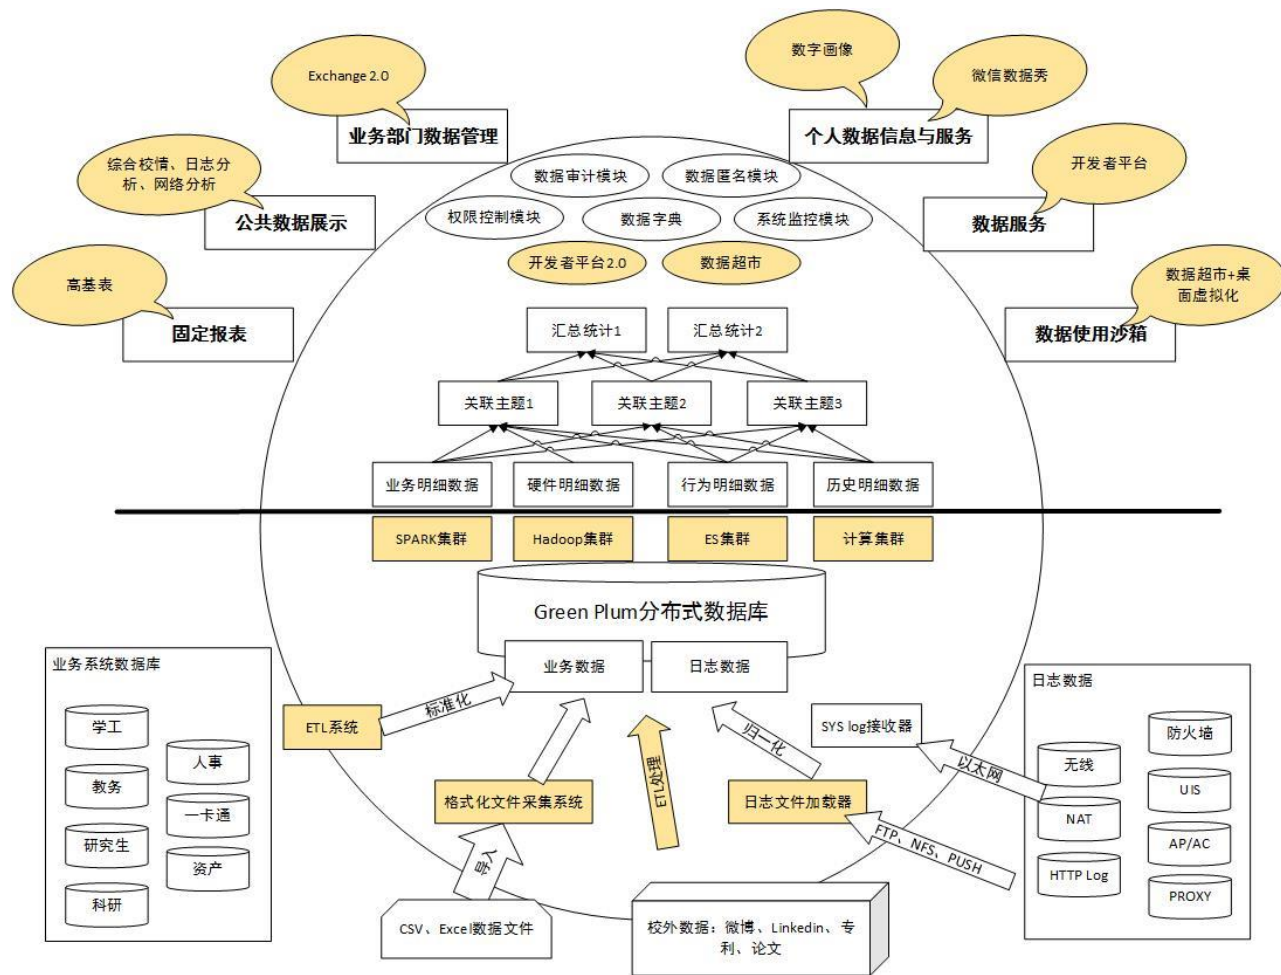 数字画像
微信数据秀
Exchange 2.0
业务部门数据管理
个人数据信息与服务
综合校情、日志分
析、网络分析
公共数据展示
数据审计模块
数据匿名模块
开发者平台
权限控制模块
数据字典
系统监控模块
数据服务
高基表
开发者平台2.0
数据超市
数据超市+桌
面虚拟化
固定报表
汇总统计1
汇总统计2
数据使用沙箱
关联主题1
关联主题2
关联主题3
业务明细数据
硬件明细数据
行为明细数据
历史明细数据
SPARK集群
Hadoop集群
ES集群
计算集群
Green Plum分布式数据库
业务数据
日志数据
业务系统数据库
学工
人事
教务
一卡通
研究生
资产
科研
ETL系统
标准化
格式化文件采集系统
导入
CSV、Excel数据文件
ETL处理
校外数据：微博、Linkedin、专
利、论文
归一化
日志文件加载器
SYS log接收器
以太网
FTP、NFS、PUSH
日志数据
防火墙
无线
UIS
NAT
AP/AC
HTTP Log
PROXY